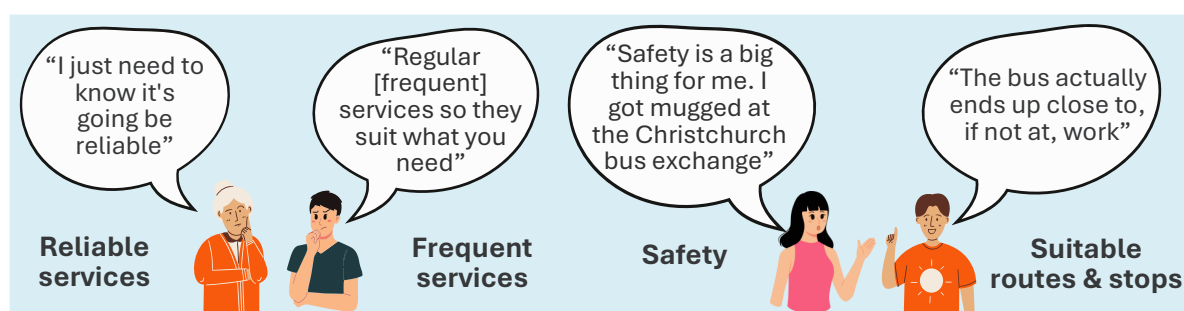 “I just need to
know it's
going be
reliable”
Reliable
services
“Regular
[frequent]
services so they
suit what you
need”
Frequent
services
“Safety is a big
thing for me. I
got mugged at
the Christchurch
bus exchange”
Safety
“The bus actually
ends up close to,
if not at, work”
Suitable
routes & stops